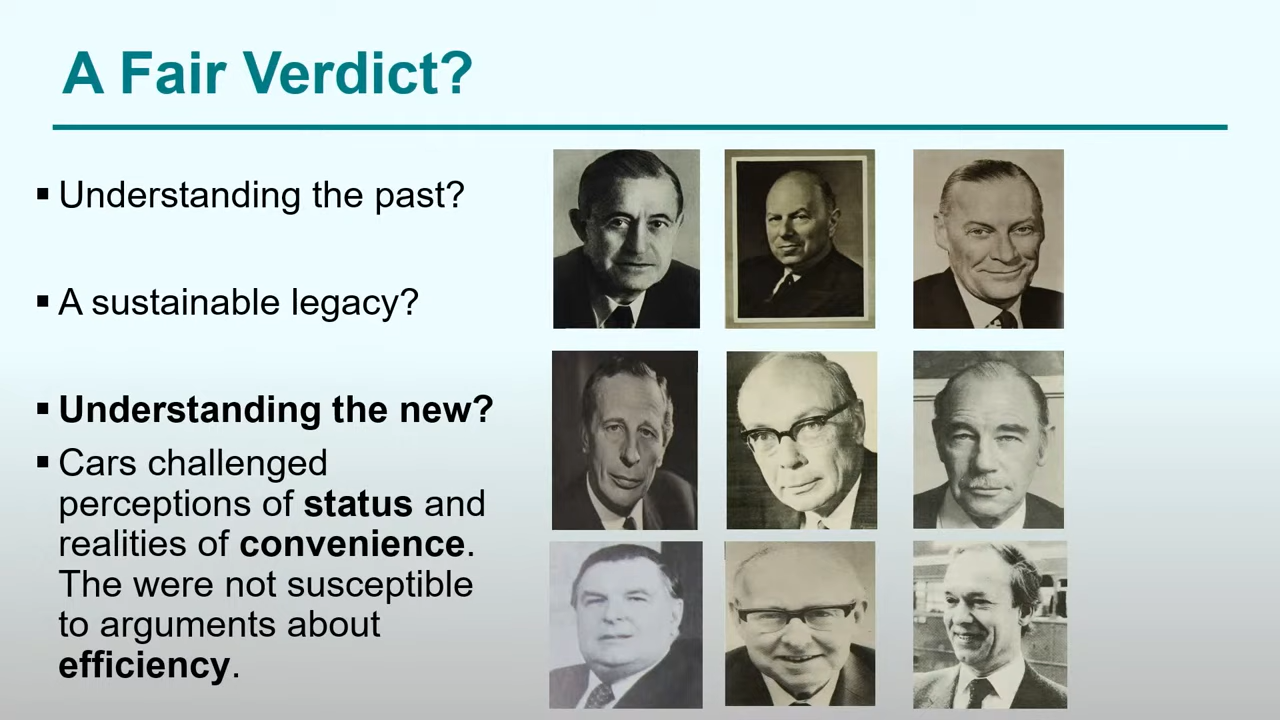 A Fair Verdict?
▪ Understanding the past?
▪ A sustainable legacy?
▪ Understanding the new?
▪ Cars challenged
perceptions of status and
realities of convenience.
The were not susceptible
to arguments about
efficiency.